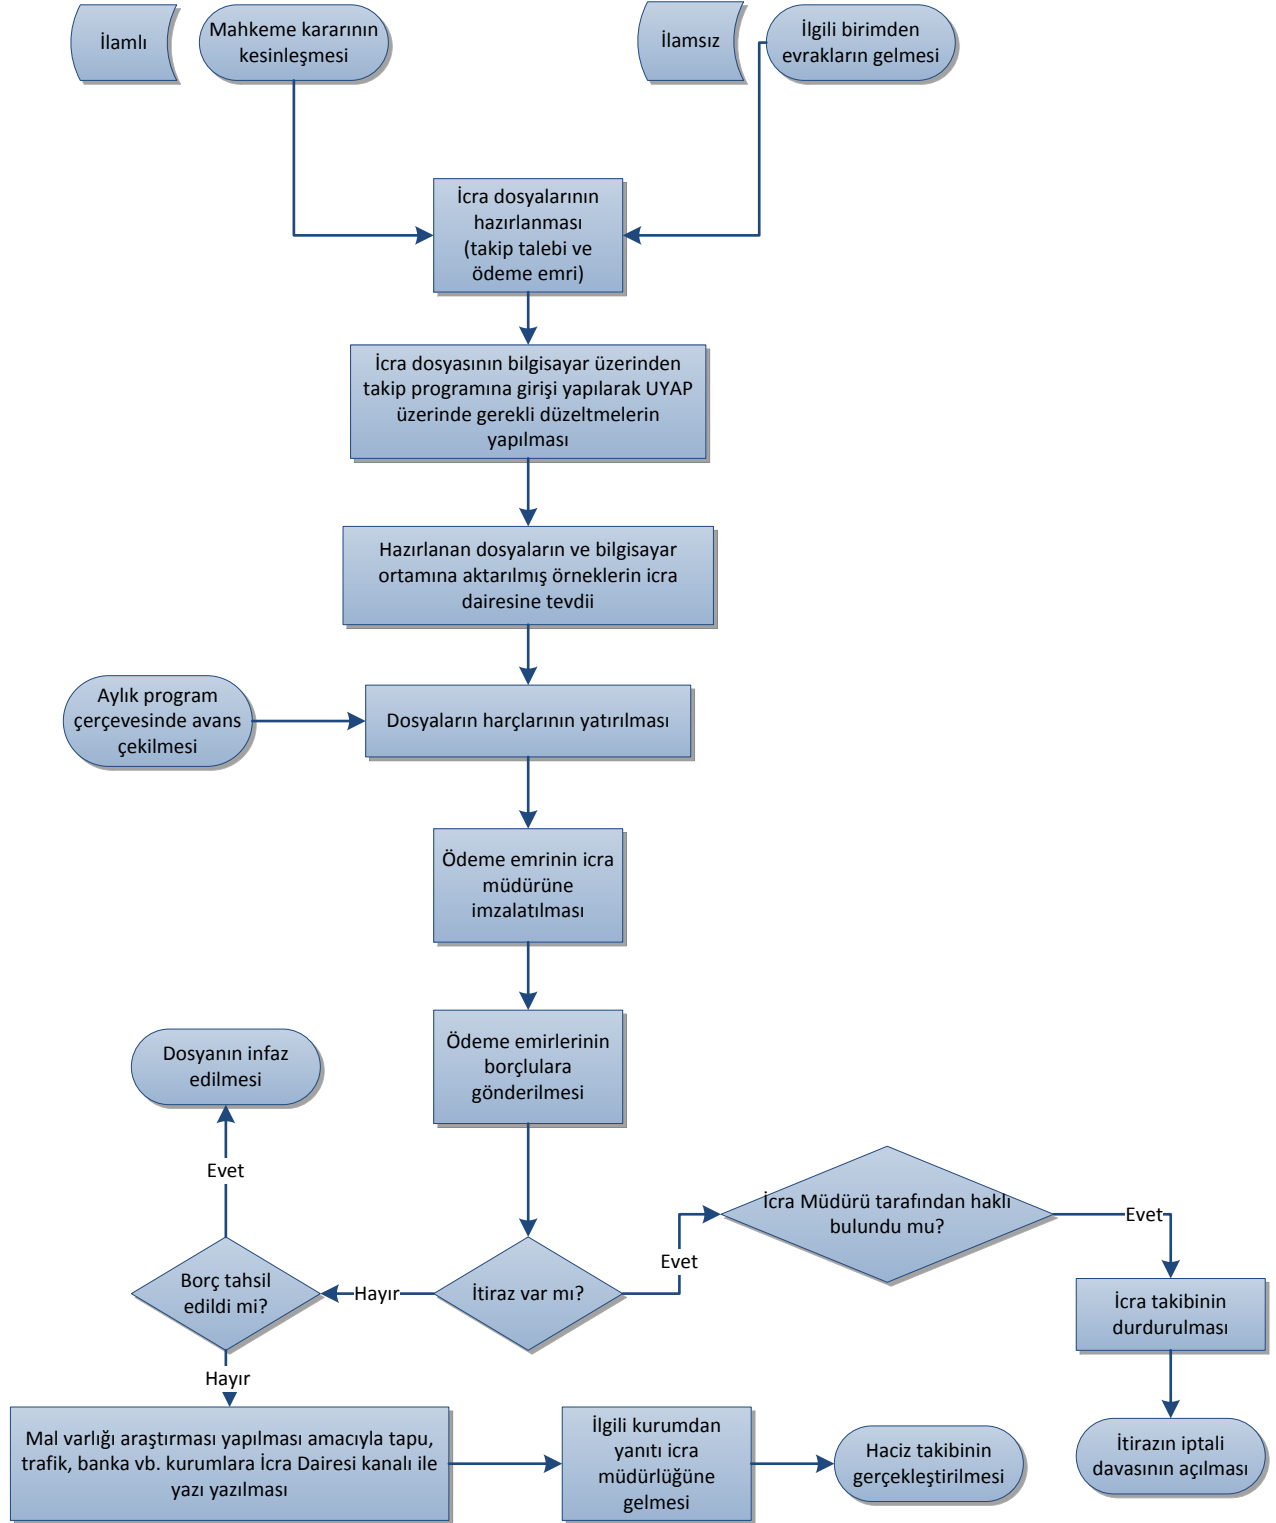 İlamlı
Mahkeme kararının
kesinleşmesi
İlamsız
İlgili birimden
evrakların gelmesi
İcra dosyalarının
hazırlanması
(takip talebi ve
ödeme emri)
İcra dosyasının bilgisayar üzerinden
takip programına girişi yapılarak UYAP
üzerinde gerekli düzeltmelerin
yapılması
Hazırlanan dosyaların ve bilgisayar
ortamına aktarılmış örneklerin icra
dairesine tevdii
Aylık program
çerçevesinde avans
çekilmesi
Dosyaların harçlarının yatırılması
Ödeme emrinin icra
müdürüne
imzalatılması
Ödeme emirlerinin
borçlulara
gönderilmesi
Dosyanın infaz
edilmesi
Evet
İcra Müdürü tarafından haklı
bulundu mu?
Evet
Evet
Borç tahsil
edildi mi?
Hayır
İtiraz var mı?
İcra takibinin
durdurulması
Hayır
Mal varlığı araştırması yapılması amacıyla tapu,
trafik, banka vb. kurumlara İcra Dairesi kanalı ile
yazı yazılması
İlgili kurumdan
yanıtı icra
müdürlüğüne
gelmesi
Haciz takibinin
gerçekleştirilmesi
İtirazın iptali
davasının açılması